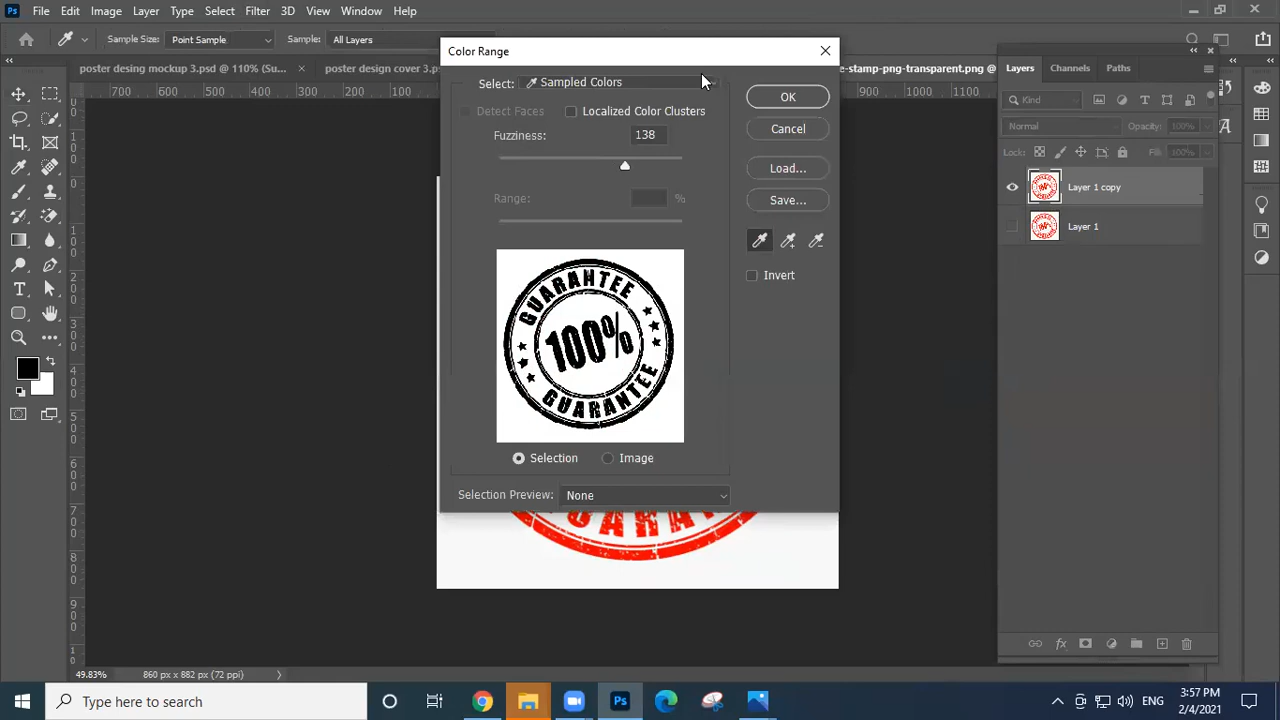 Ps File Edit Image Layer Type Select Filter 3D View Window Help
Sample Size: Point Sample Sample: All Layers
poster desing mockup 3.psd @ 110% (Su... × poster design cover 3.p e-stamp-png-transparent.png @
700 600 500 400 300 200 100 900 1000 1100
Color Range
Select: Sampled Colors
Detect Faces Localized Color Clusters
Fuzziness: 138
Range: %
OK
Cancel
Load...
Save...
Invert
GUARAHTEE
100%
GUARANTEE
Selection Image
Selection Preview: None
Layers Channels Paths
Kind
Normal Opacity: 100%
Lock: Fill: 100%
Layer 1 copy
Layer 1
49.83% 860 px x 862 px (72 ppi)
Type here to search
ENG
3:57 PM
2/4/2021